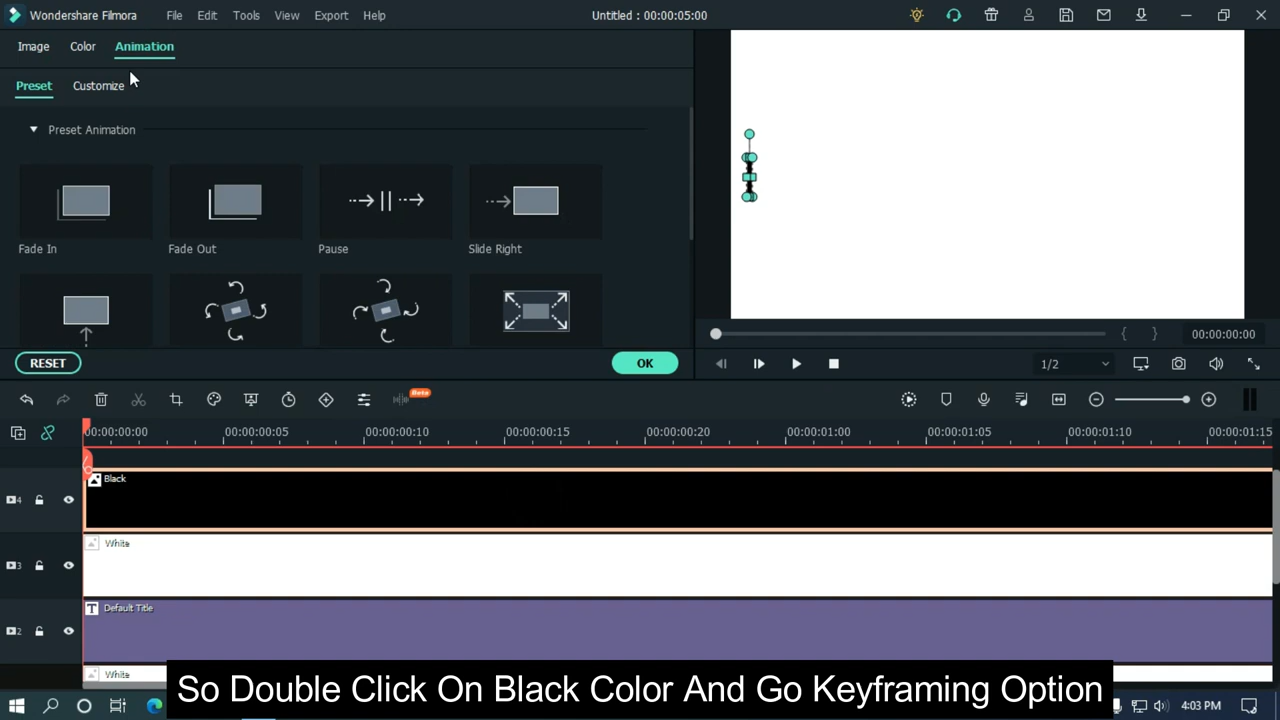 Wondershare Filmora File Edit Tools View Export Help Untitled : 00:00:05:00
Image Color Animation
Preset Customize
Preset Animation
Fade In Fade Out Pause Slide Right
RESET OK
00:00:00:00
1/2
Beta
00:00:00:00 00:00:00:05 00:00:00:10 00:00:00:15 00:00:00:20 00:00:01:00 00:00:01:05 00:00:01:10 00:00:01:15
Black
4
White
3
T Default Title
2
White
So Double Click On Black Color And Go Keyframing Option
4:03 PM